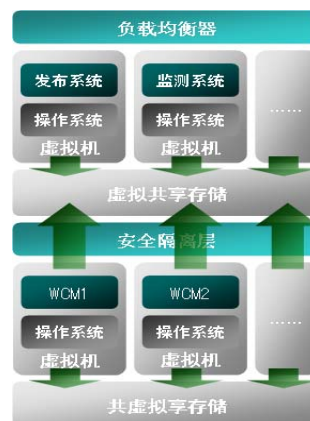 负载均衡器
发布系统 监测系统
操作系统 操作系统 ......
虚拟机 虚拟机
虚拟共享存储
安全隔离层
WCM1 WCM2
操作系统 操作系统 ......
虚拟机 虚拟机
共虚拟享存储